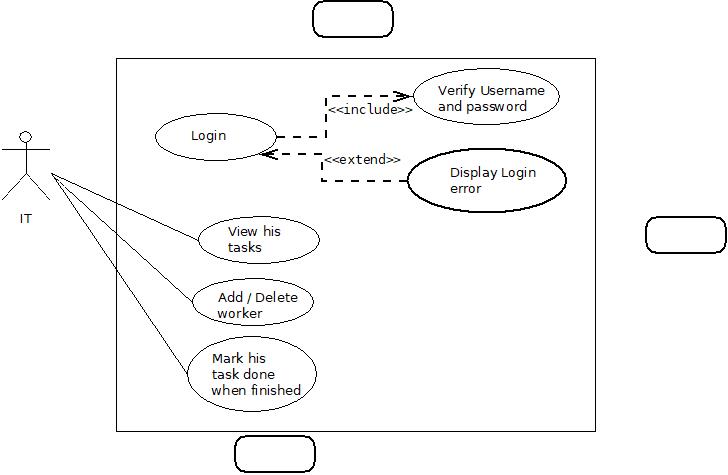 Verify Username
and password
<<include>>
Login
<<extend>>
Display Login
error
IT
View his
tasks
Add / Delete
worker
Mark his
task done
when finished